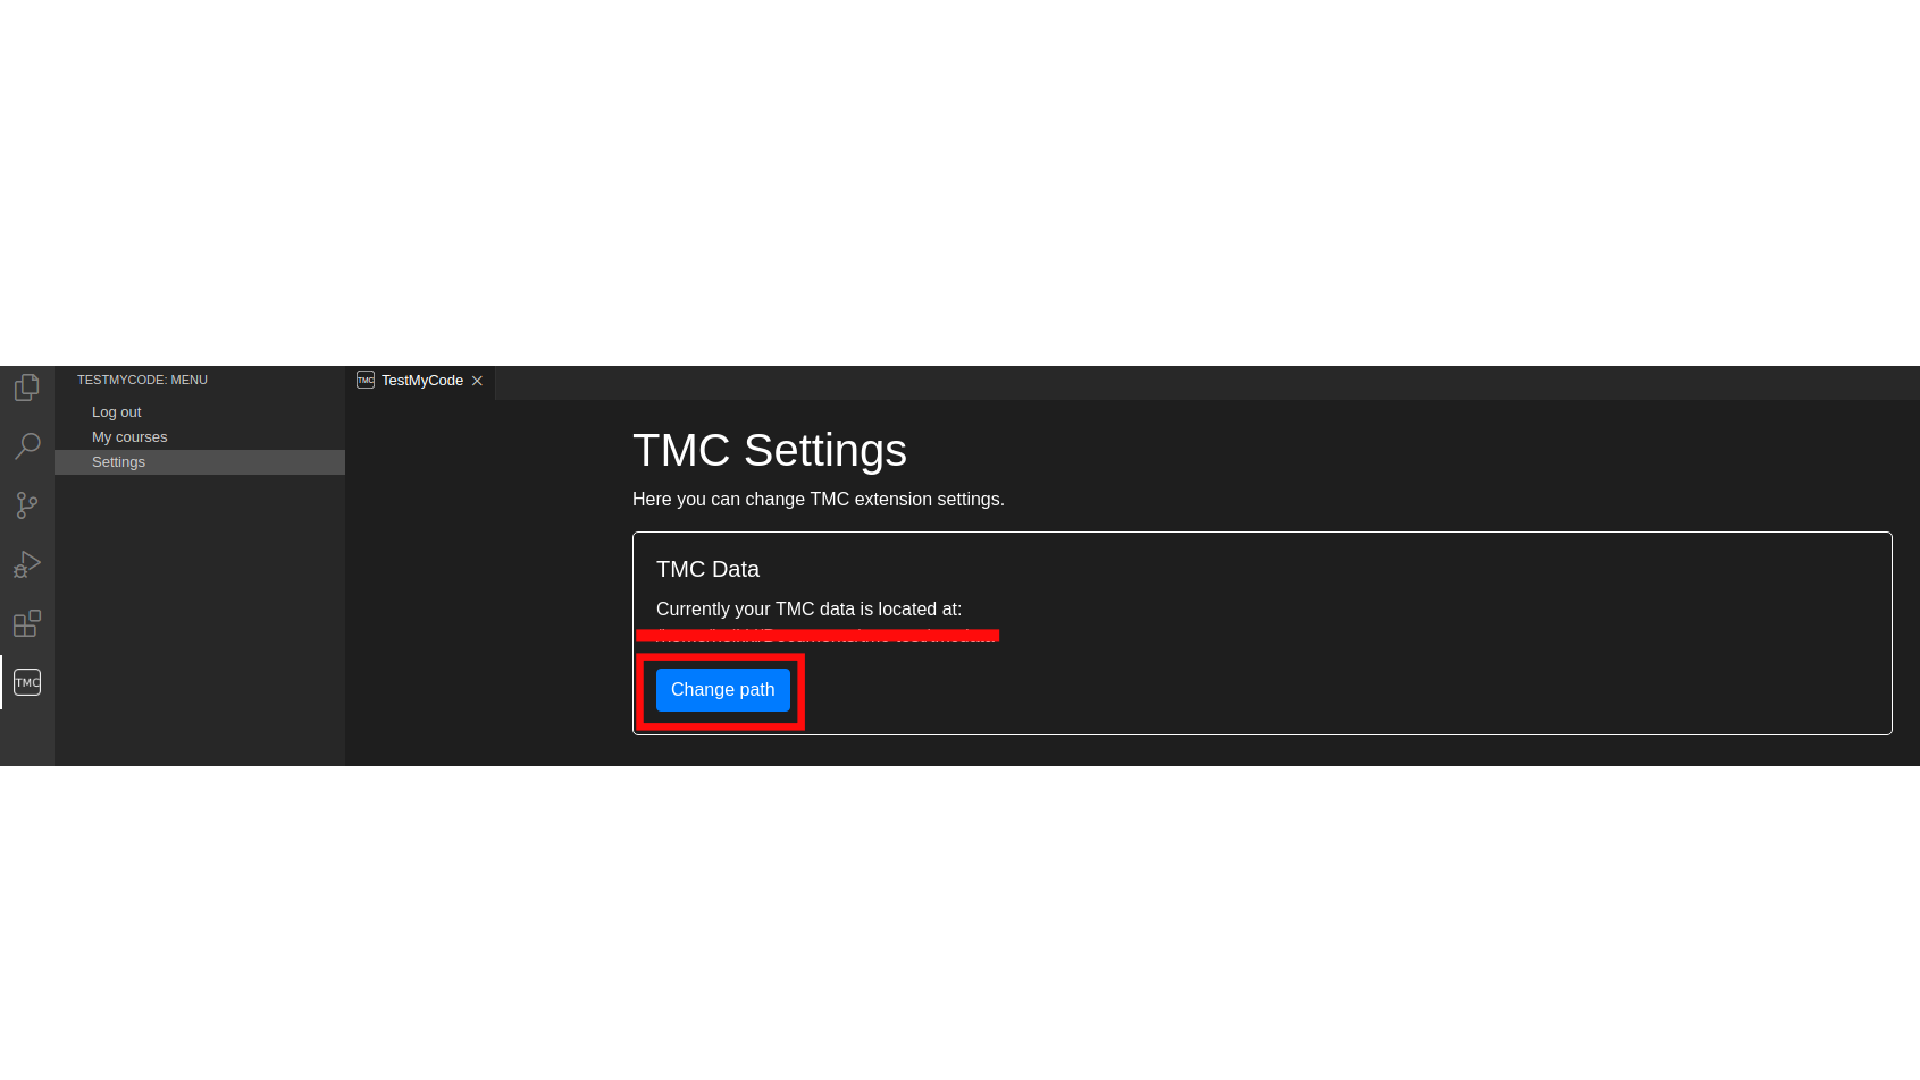 TESTMYCODE: MENU
Log out
My courses
Settings
TMC
TMC TestMyCode
TMC Settings
Here you can change TMC extension settings.
TMC Data
Currently your TMC data is located at:
Change path